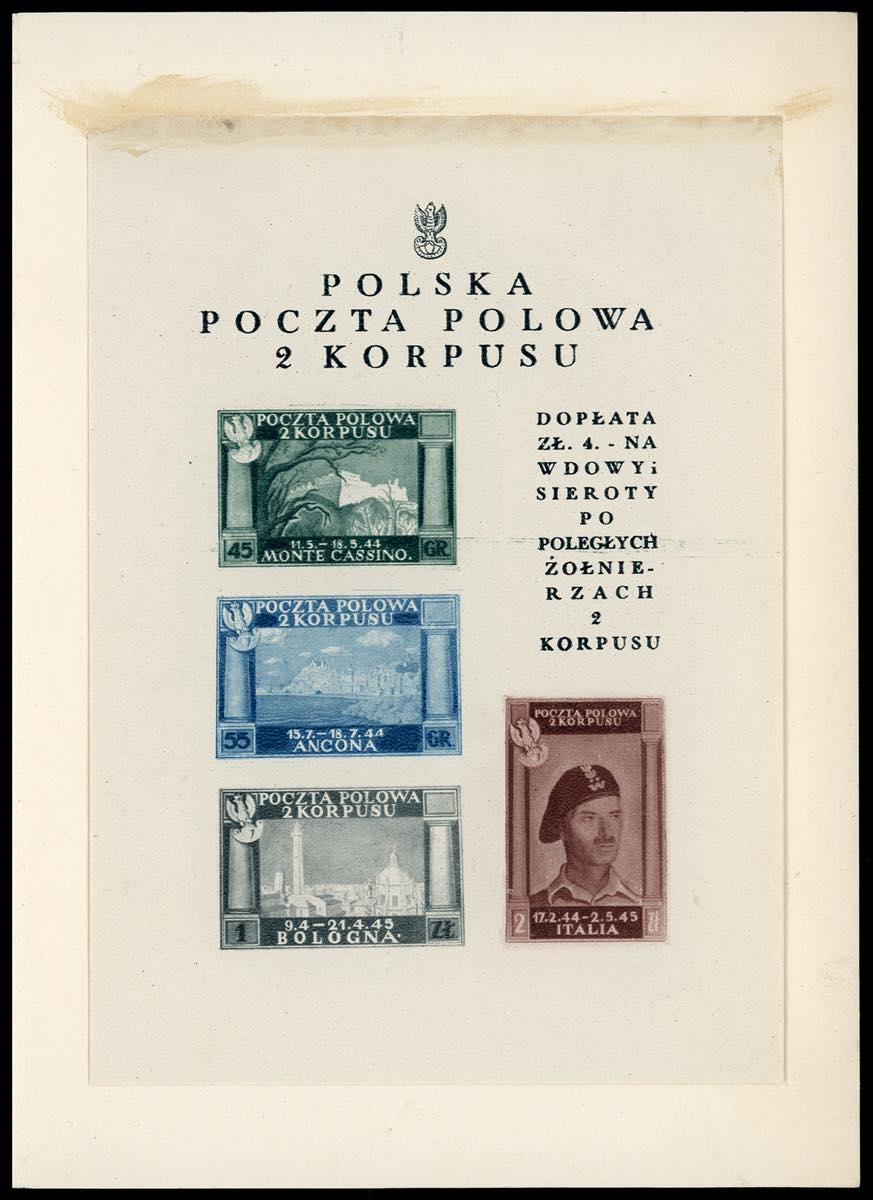 POLSKA
POCZTA POLOWA
2 KORPUSU
POCZTA POLOWA
2 KORPUSU
11.5.–18.5.44
45 MONTE CASSINO. GR.
POCZTA POLOWA
2 KORPUSU
15.7.–18.7.44
55 ANCONA GR.
POCZTA POLOWA
2 KORPUSU
9.4–21.4.45
1 BOLOGNA· ZŁ
DOPŁATA
ZŁ. 4. - NA
WDOWY i
SIEROTY
PO
POLEGŁYCH
ŻOŁNIE-
RZACH
2
KORPUSU
POCZTA POLOWA
2 KORPUSU
17.2.44–2.5.45
2 ITALIA ZŁ